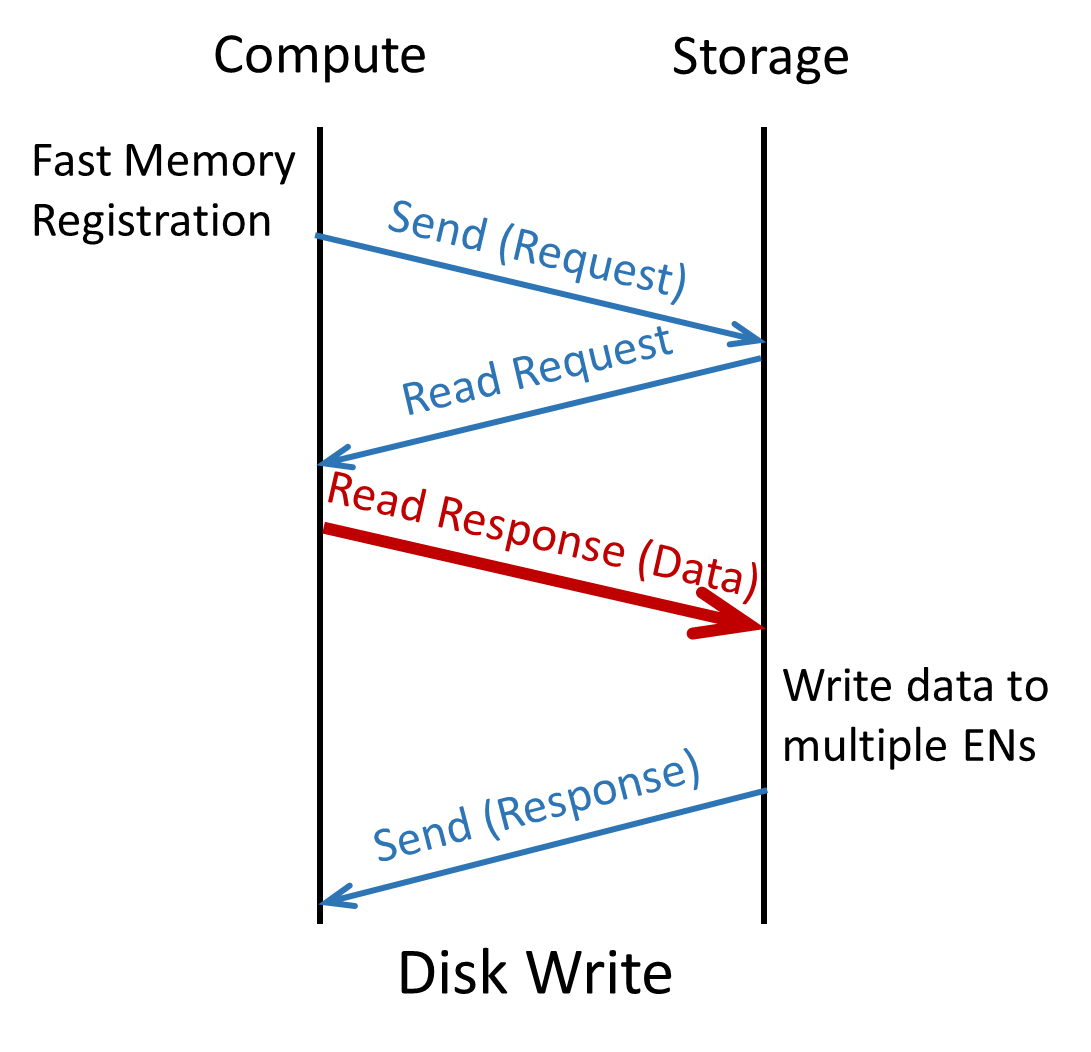 Compute
Storage
Fast Memory
Registration
Send (Request)
Read Request
Read Response (Data)
Write data to
multiple ENs
Send (Response)
Disk Write